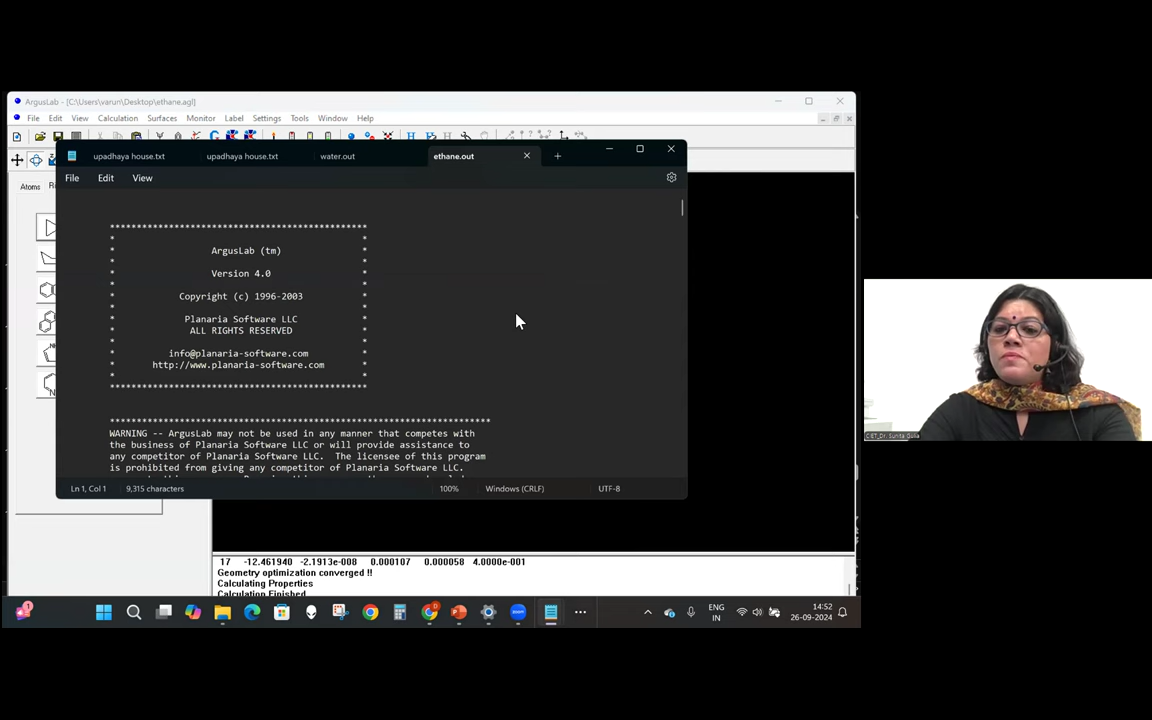 ArgusLab - [C:\Users\varun\Desktop\ethane.agl]
File Edit View Calculation Surfaces Monitor Label Settings Tools Window Help
upadhaya house.txt upadhaya house.txt water.out ethane.out
File Edit View
Atoms
*************************************************
* *
* ArgusLab (tm) *
* *
* Version 4.0 *
* *
* Copyright (c) 1996-2003 *
* *
* Planaria Software LLC *
* ALL RIGHTS RESERVED *
* *
* info@planaria-software.com *
* http://www.planaria-software.com *
* *
*************************************************
************************************************************************
WARNING -- ArgusLab may not be used in any manner that competes with
the business of Planaria Software LLC or will provide assistance to
any competitor of Planaria Software LLC. The licensee of this program
is prohibited from giving any competitor of Planaria Software LLC.
Ln 1, Col 1 9,315 characters 100% Windows (CRLF) UTF-8
17 -12.461940 -2.1913e-008 0.000107 0.000058 4.0000e-001
Geometry optimization converged !!
Calculating Properties
Calculation Finished
ENG
IN
14:52
26-09-2024
CIET_Dr. Sunita